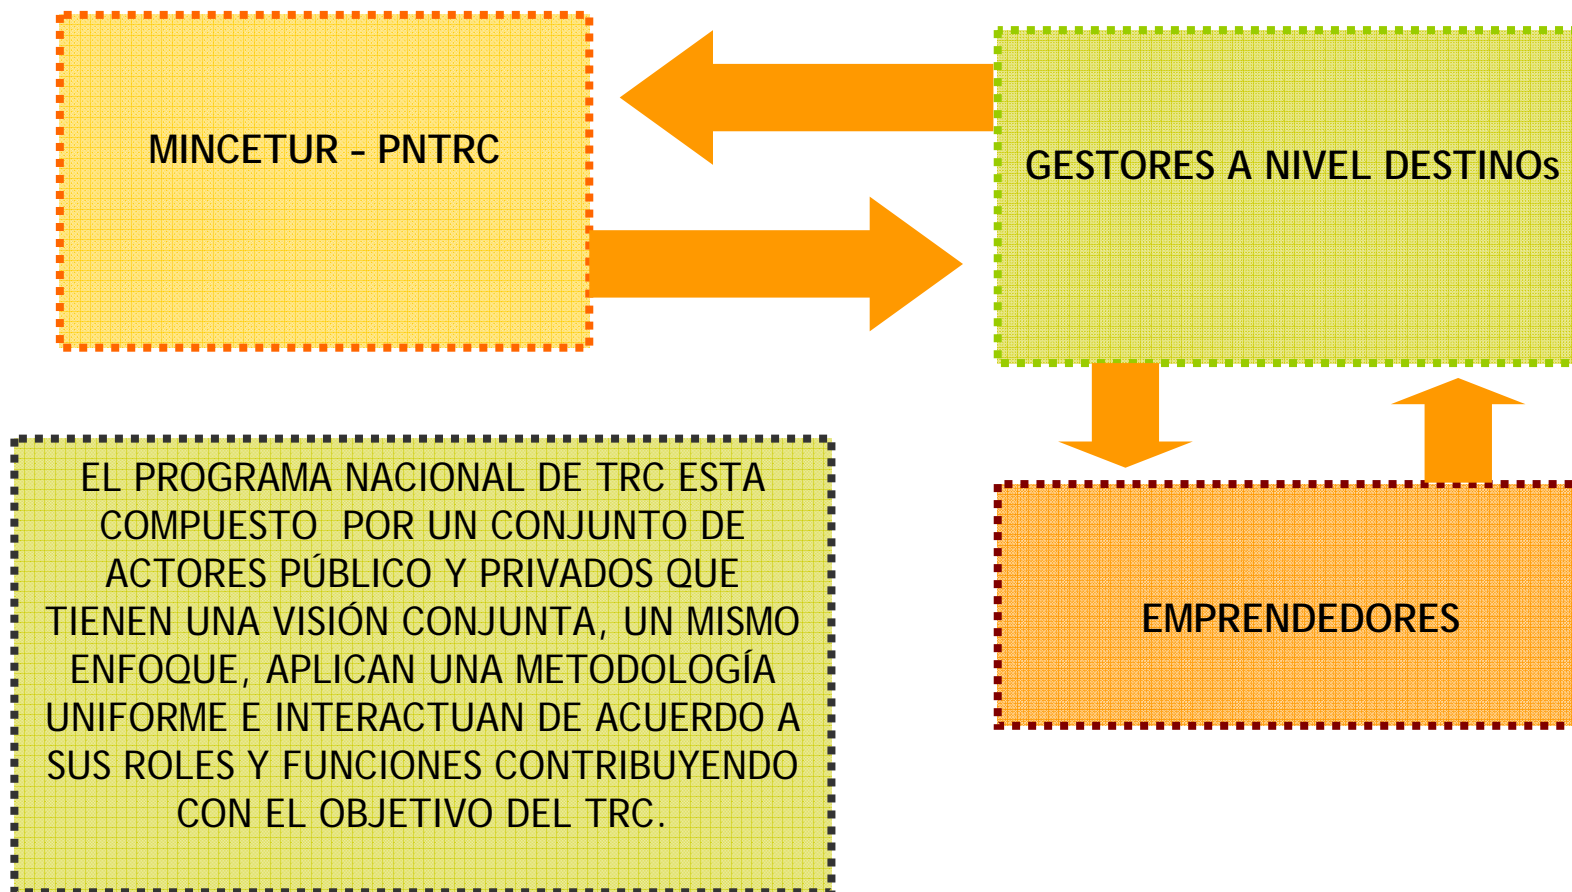 MINCETUR - PNTRC
GESTORES A NIVEL DESTINOs
EL PROGRAMA NACIONAL DE TRC ESTA
COMPUESTO POR UN CONJUNTO DE
ACTORES PÚBLICO Y PRIVADOS QUE
TIENEN UNA VISIÓN CONJUNTA, UN MISMO
ENFOQUE, APLICAN UNA METODOLOGÍA
UNIFORME E INTERACTUAN DE ACUERDO A
SUS ROLES Y FUNCIONES CONTRIBUYENDO
CON EL OBJETIVO DEL TRC.
EMPRENDEDORES